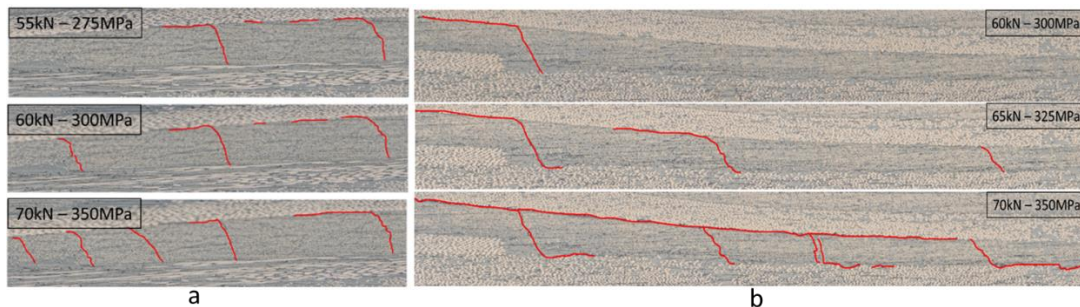 55kN – 275MPa
60kN – 300MPa
70kN – 350MPa
a
60kN – 300MPa
65kN – 325MPa
70kN – 350MPa
b